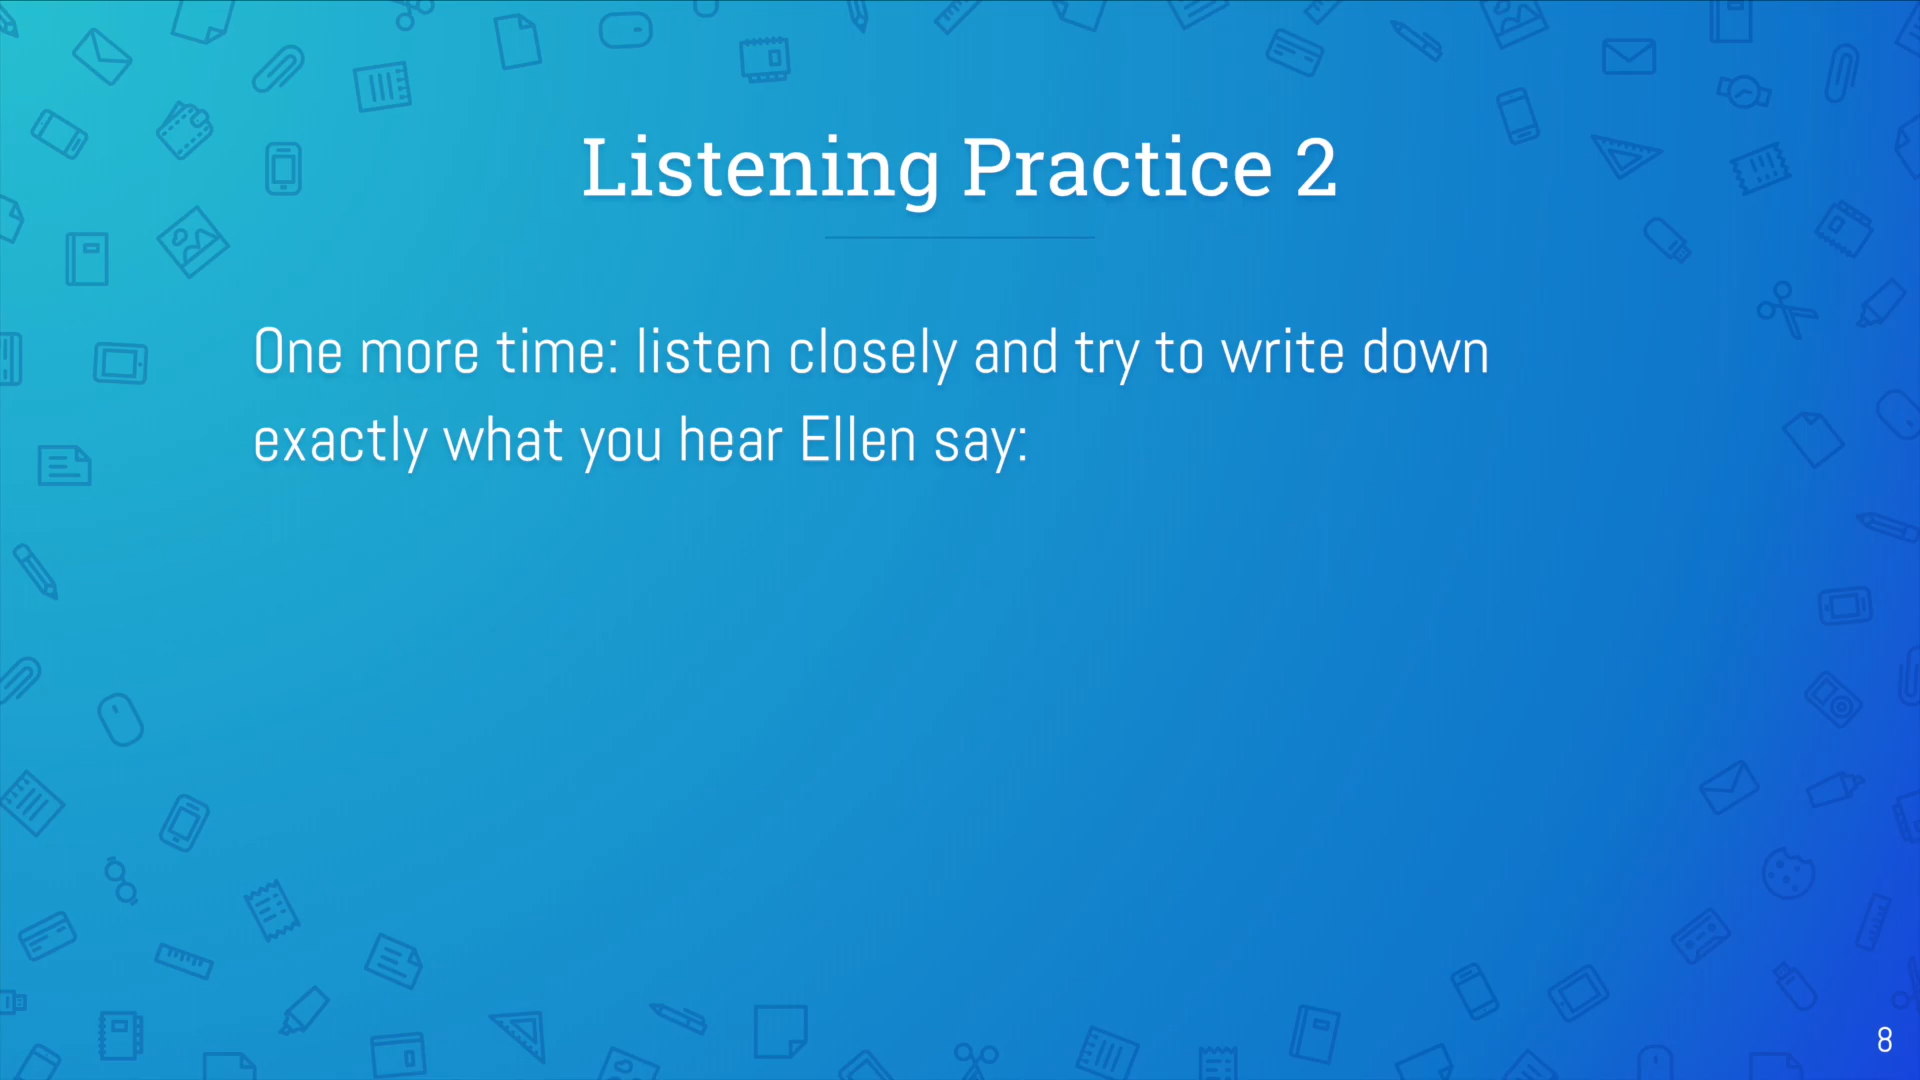 Listening Practice 2
One more time: listen closely and try to write down
exactly what you hear Ellen say:
8